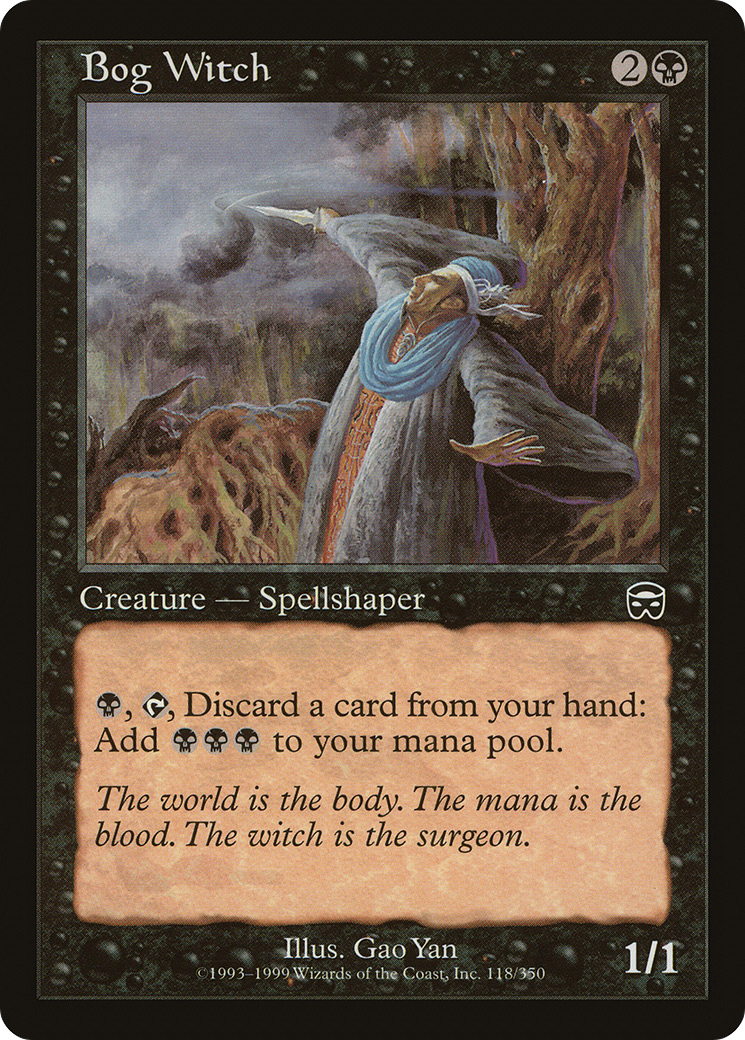 Bog Witch
2
Creature — Spellshaper
, , Discard a card from your hand:
Add to your mana pool.
The world is the body. The mana is the
blood. The witch is the surgeon.
Illus. Gao Yan
©1993–1999 Wizards of the Coast, Inc. 118/350
1/1